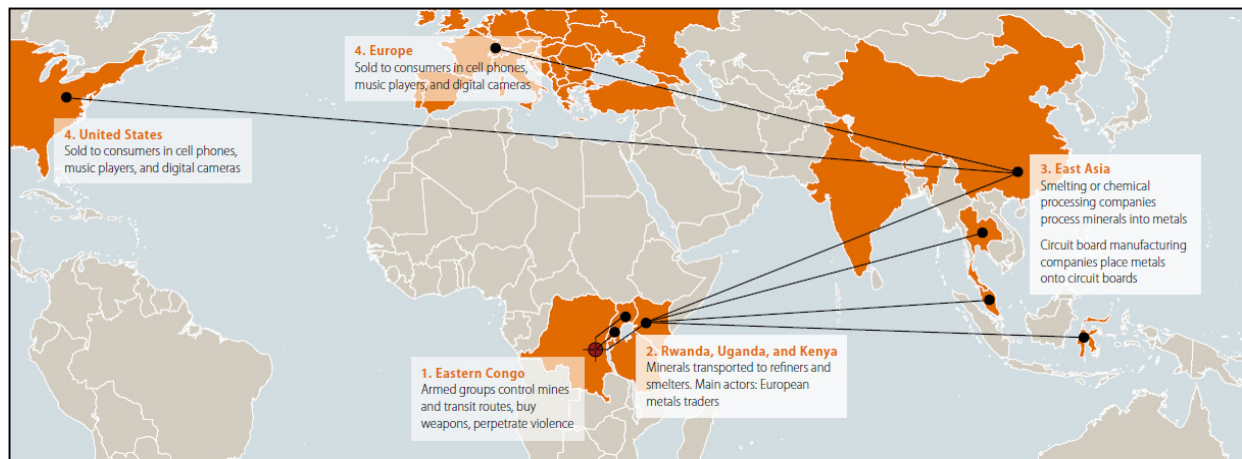 4. Europe
Sold to consumers in cell phones,
music players, and digital cameras
4. United States
Sold to consumers in cell phones,
music players, and digital cameras
3. East Asia
Smelting or chemical
processing companies
process minerals into metals
Circuit board manufacturing
companies place metals
onto circuit boards
1. Eastern Congo
Armed groups control mines
and transit routes, buy
weapons, perpetrate violence
2. Rwanda, Uganda, and Kenya
Minerals transported to refiners and
smelters. Main actors: European
metals traders